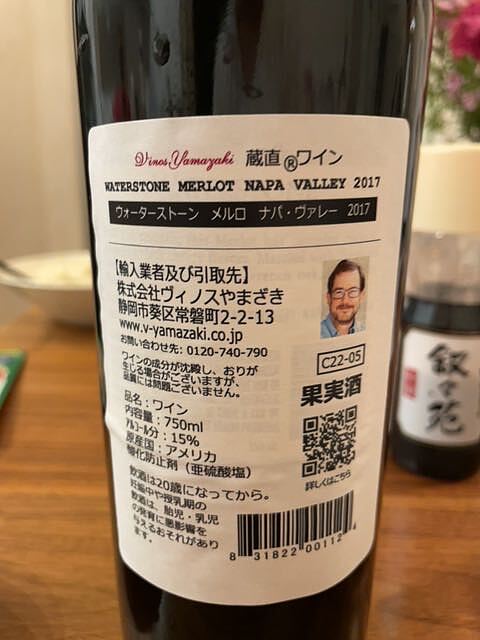 Vinos Yamazaki 蔵直®ワイン
WATERSTONE MERLOT NAPA VALLEY 2017
ウォーターストーン メルロ ナパ・ヴァレー 2017
【輸入業者及び引取先】
株式会社ヴィノスやまざき
静岡市葵区常磐町2-2-13
www.v-yamazaki.co.jp
お問い合わせ先: 0120-740-790
ワインの成分が沈殿し、おりが
生じる場合がございますが、
品質には問題ございません。
品名：ワイン
内容量：750ml
アルコール分：15%
原産国：アメリカ
酸化防止剤（亜硫酸塩）
飲酒は20歳になってから。
妊娠中や授乳期の
飲酒は、胎児・乳児
の発育に悪影響を
与えるおそれがあり
ます。
C22-05
果実酒
詳しくはこちら
8 31822 00112 4
叙々苑